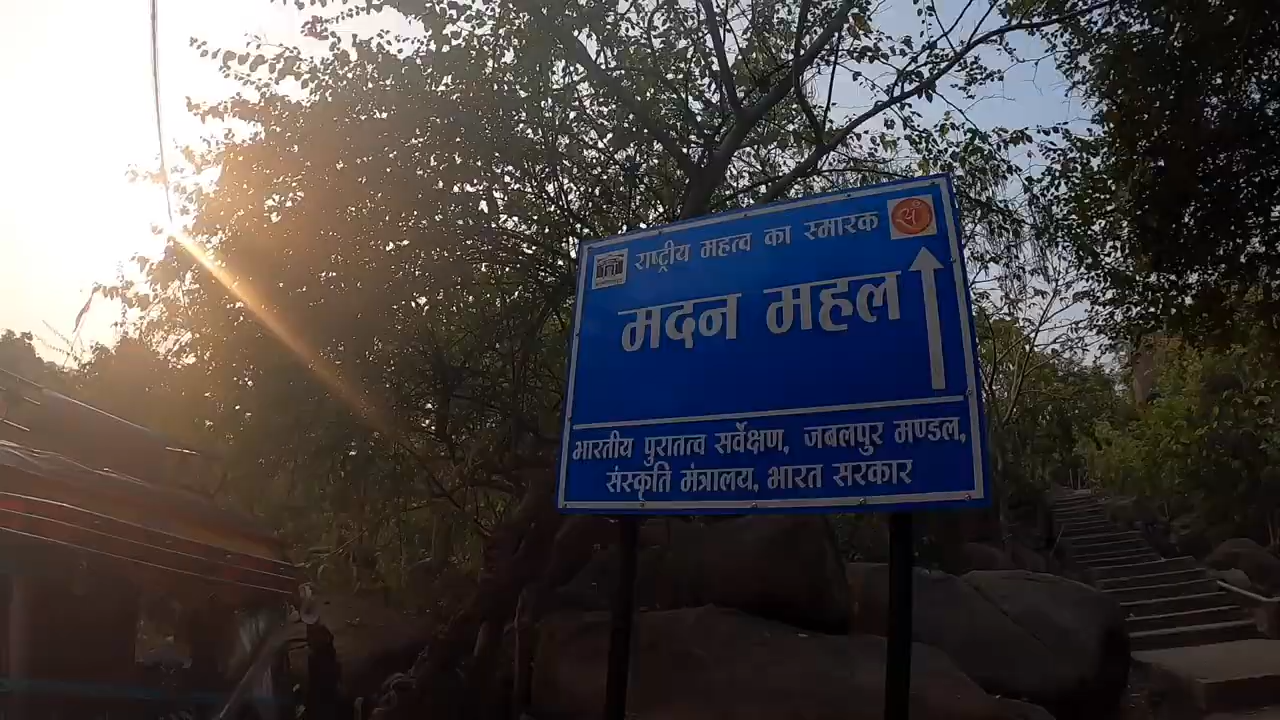 राष्ट्रीय महत्व का स्मारक
मदन महल
भारतीय पुरातत्व सर्वेक्षण, जबलपुर मण्डल,
संस्कृति मंत्रालय, भारत सरकार